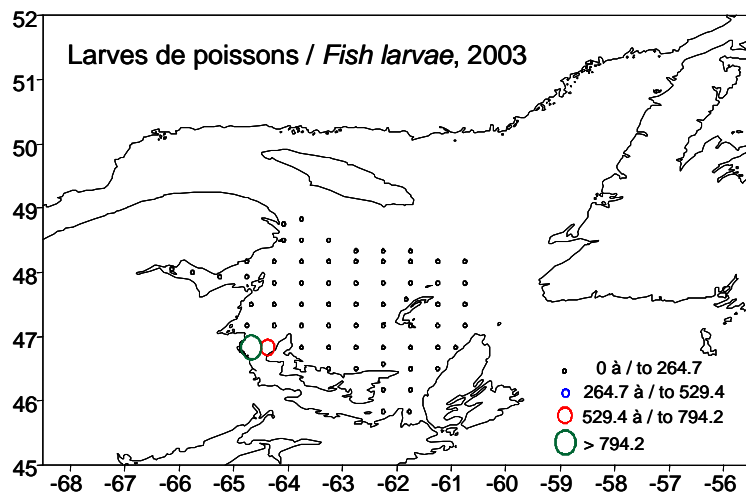 52
Larves de poissons / Fish larvae, 2003
51
50
49
48
47
0 à / to 264.7
264.7 à / to 529.4
46
529.4 à / to 794.2
> 794.2
45
-68 -67 -66 -65 -64 -63 -62 -61 -60 -59 -58 -57 -56